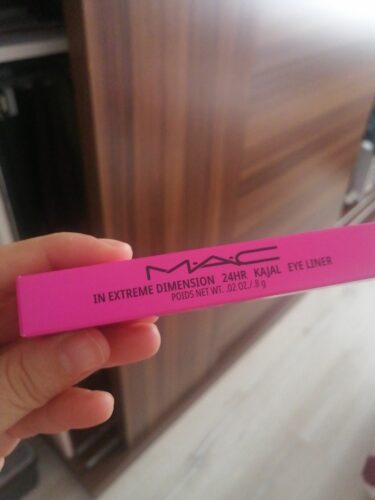 M·A·C
IN EXTREME DIMENSION 24HR KAJAL EYE LINER
POIDS NET WT. .02 OZ./.8 g